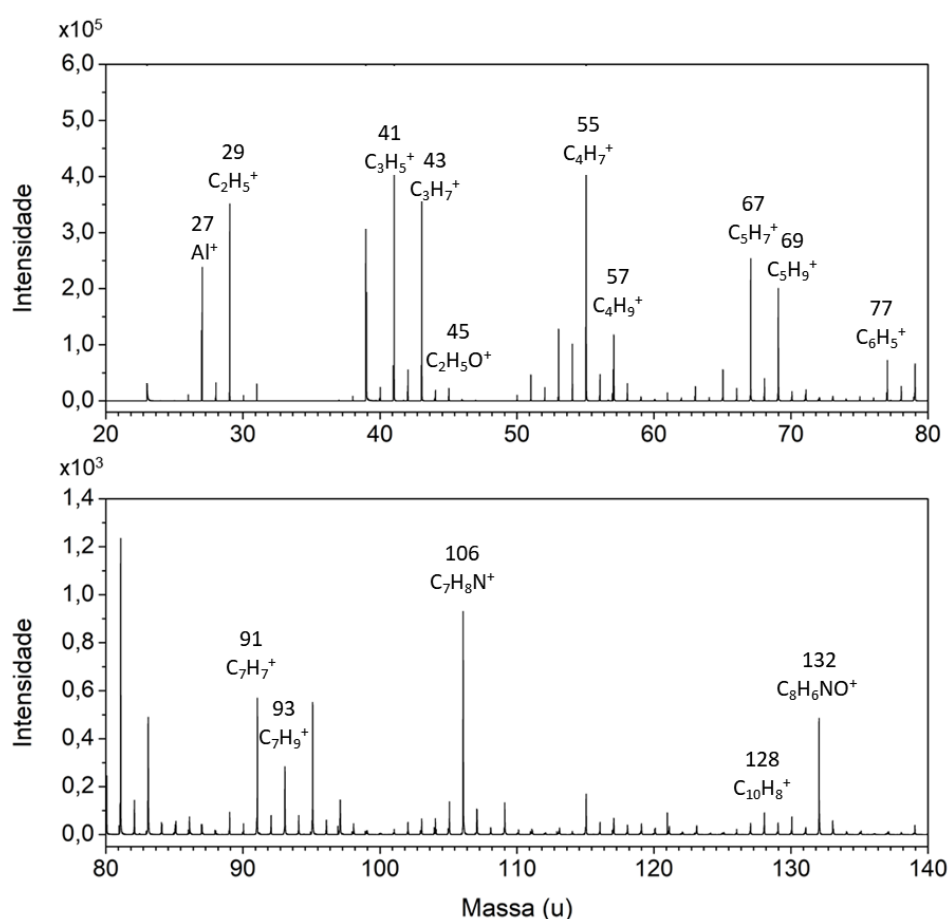 x10⁵
Intensidade
6,0
5,0
4,0
3,0
2,0
1,0
0,0
27
Al⁺
29
C₂H₅⁺
41
C₃H₅⁺
43
C₃H₇⁺
45
C₂H₅O⁺
55
C₄H₇⁺
57
C₄H₉⁺
67
C₅H₇⁺
69
C₅H₉⁺
77
C₆H₅⁺
20 30 40 50 60 70 80
x10³
Intensidade
1,4
1,2
1,0
0,8
0,6
0,4
0,2
0,0
91
C₇H₇⁺
93
C₇H₉⁺
106
C₇H₈N⁺
128
C₁₀H₈⁺
132
C₈H₆NO⁺
80 90 100 110 120 130 140
Massa (u)